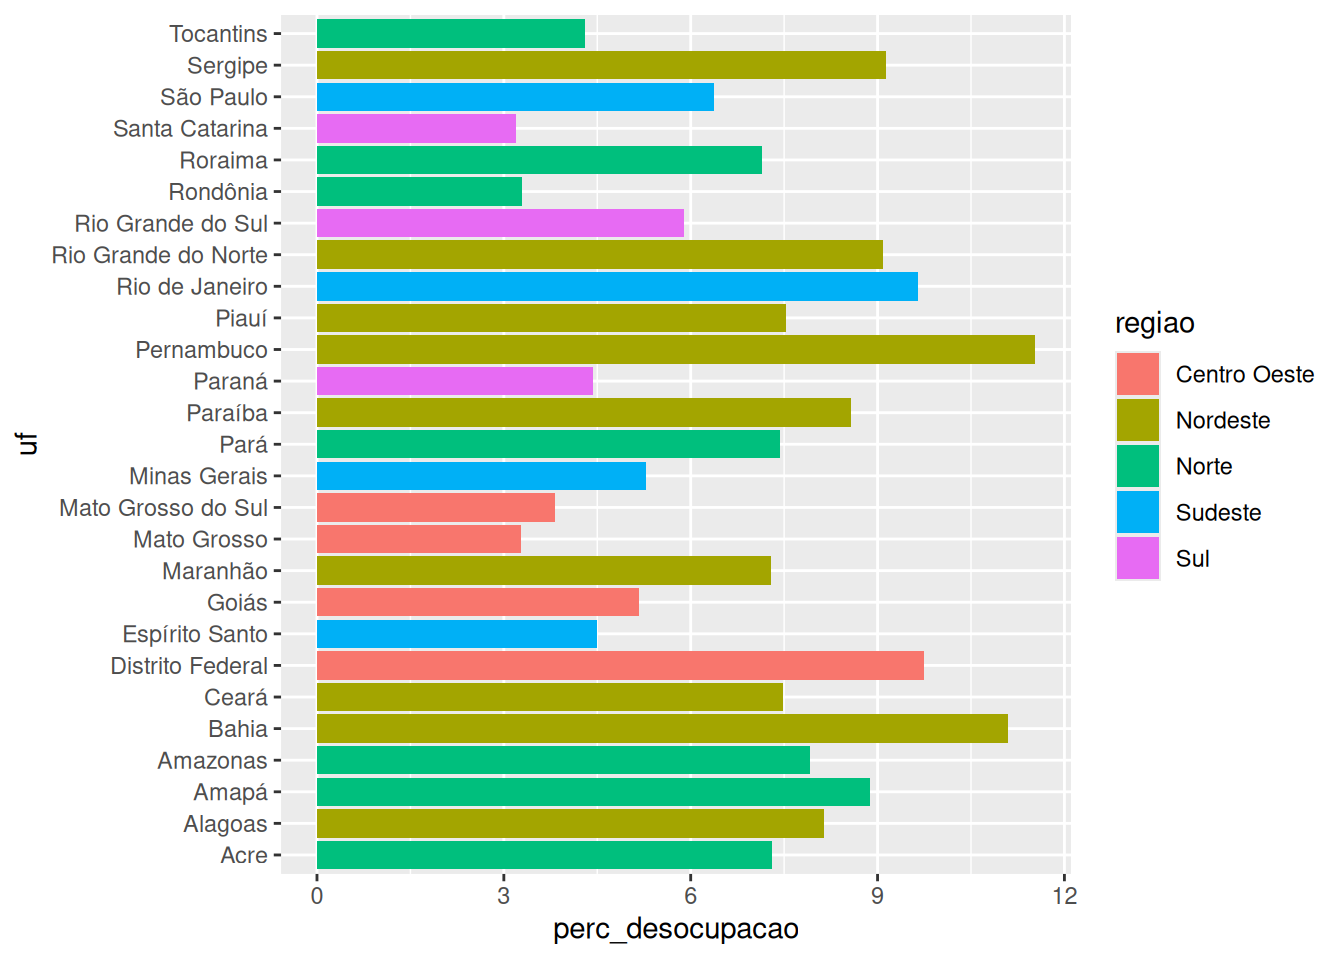 Tocantins
Sergipe
São Paulo
Santa Catarina
Roraima
Rondônia
Rio Grande do Sul
Rio Grande do Norte
Rio de Janeiro
Piauí
Pernambuco
Paraná
Paraíba
Pará
Minas Gerais
Mato Grosso do Sul
Mato Grosso
Maranhão
Goiás
Espírito Santo
Distrito Federal
Ceará
Bahia
Amazonas
Amapá
Alagoas
Acre
uf
0 3 6 9 12
perc_desocupacao
regiao
Centro Oeste
Nordeste
Norte
Sudeste
Sul